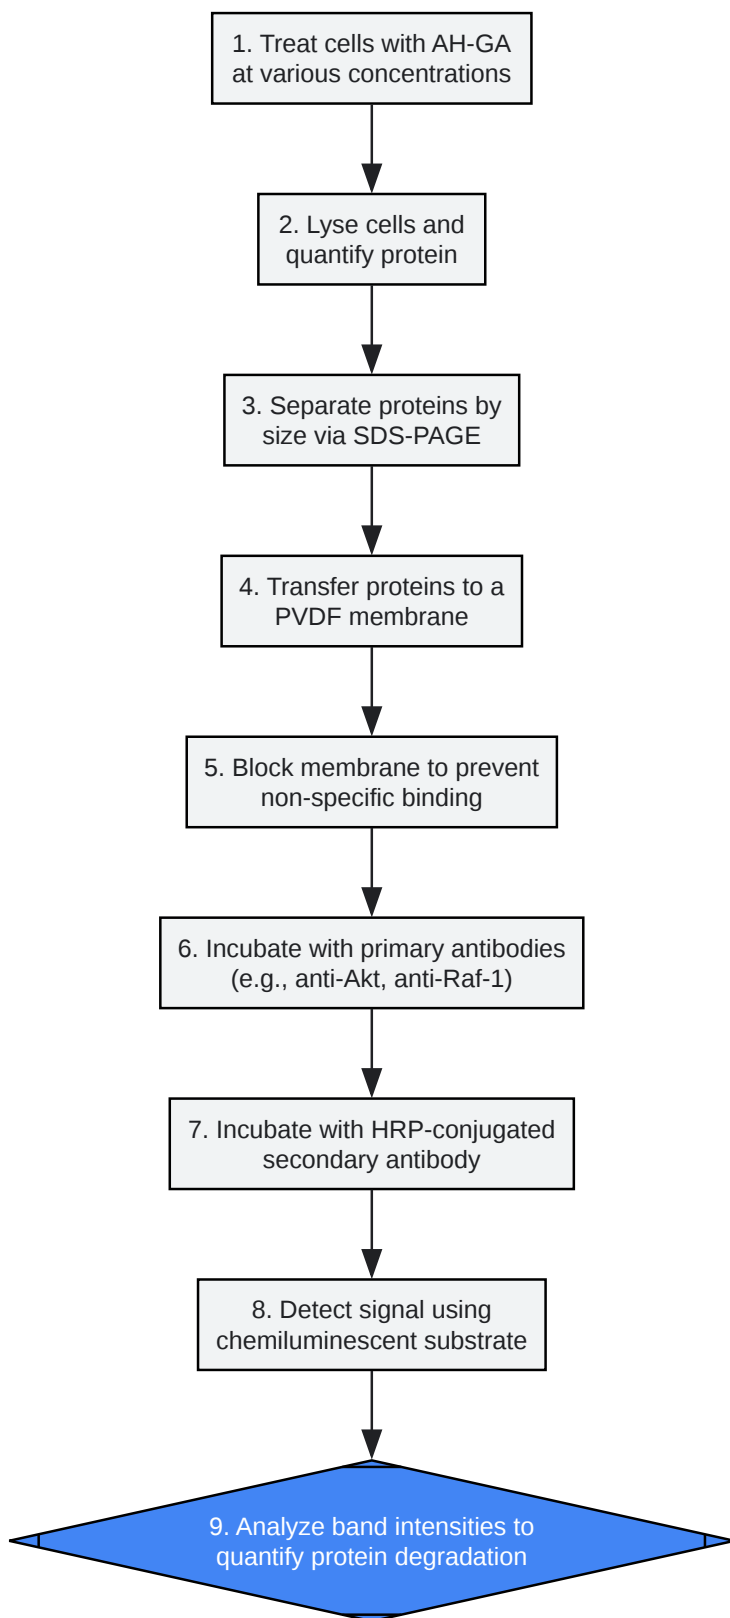 1. Treat cells with AH-GA
at various concentrations
2. Lyse cells and
quantify protein
3. Separate proteins by
size via SDS-PAGE
4. Transfer proteins to a
PVDF membrane
5. Block membrane to prevent
non-specific binding
6. Incubate with primary antibodies
(e.g., anti-Akt, anti-Raf-1)
7. Incubate with HRP-conjugated
secondary antibody
8. Detect signal using
chemiluminescent substrate
9. Analyze band intensities to
quantify protein degradation